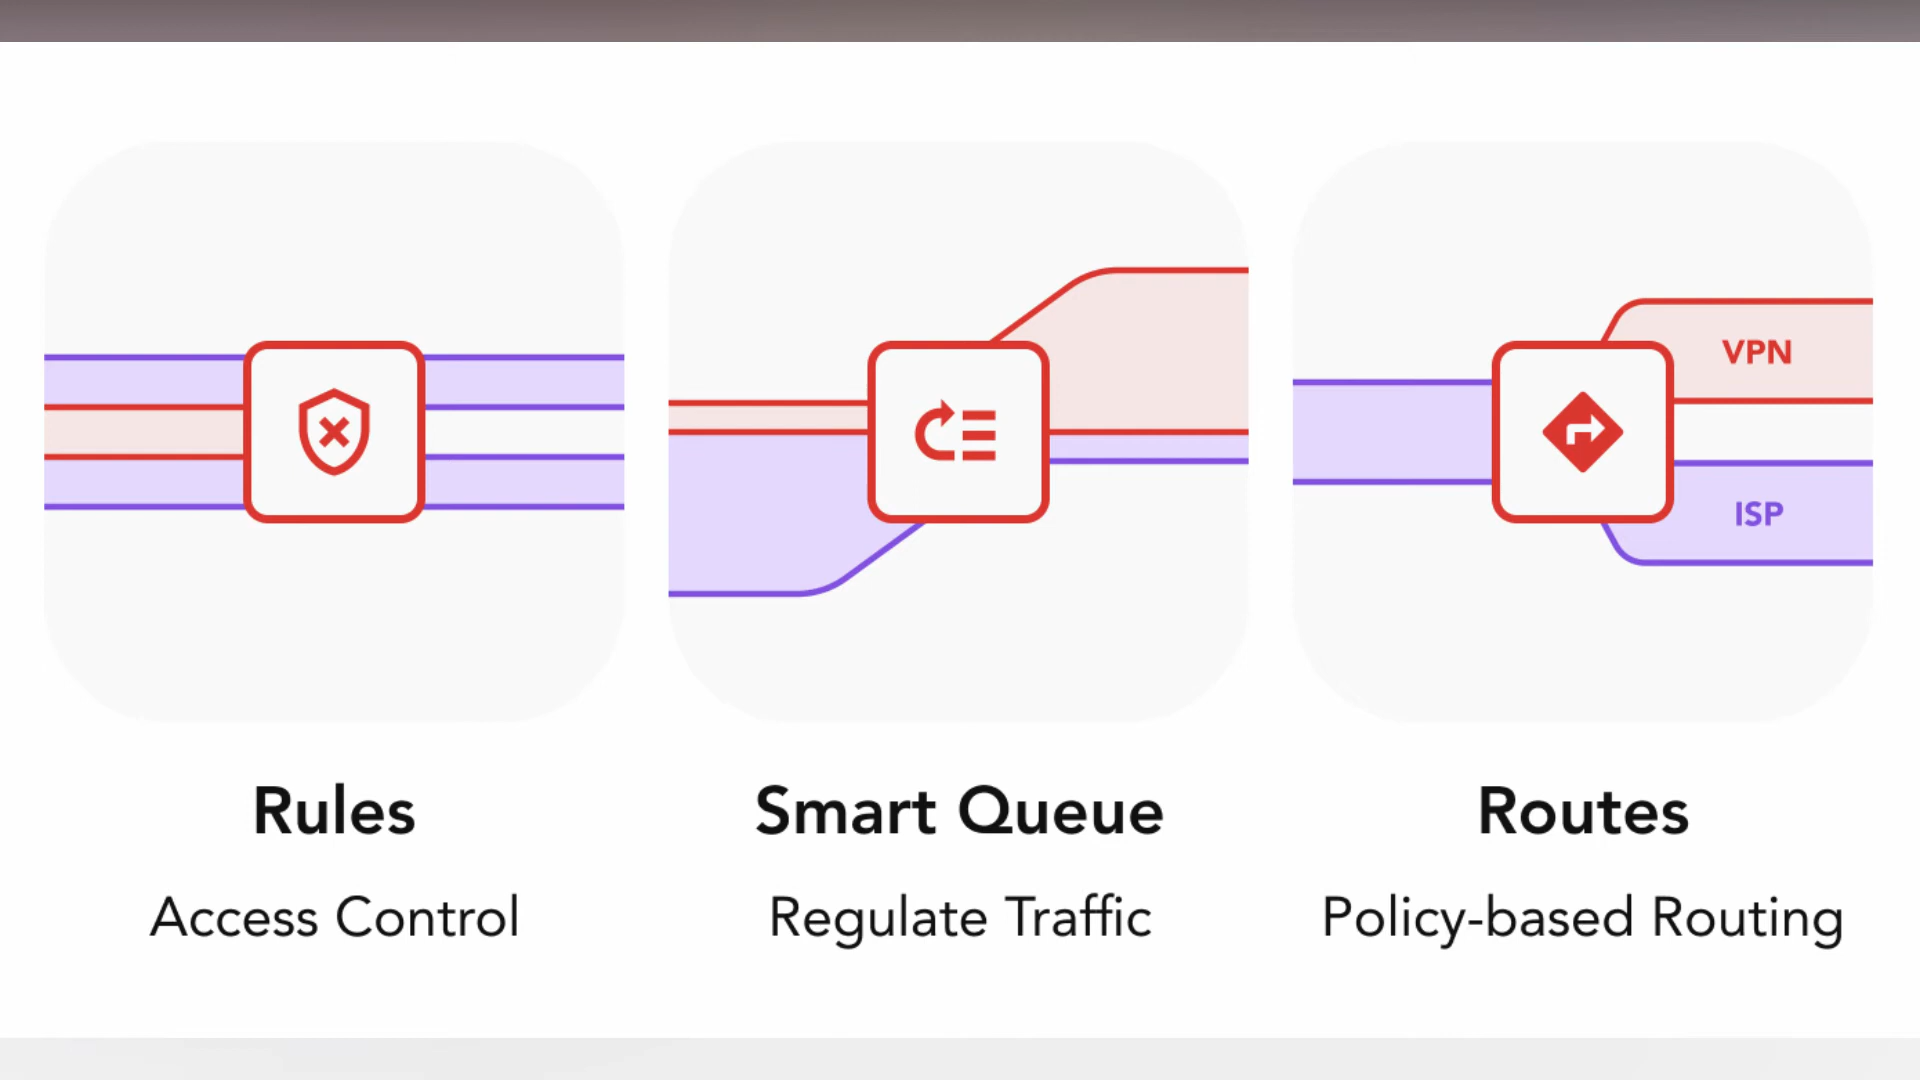 VPN
ISP
Rules
Smart Queue
Routes
Access Control
Regulate Traffic
Policy-based Routing